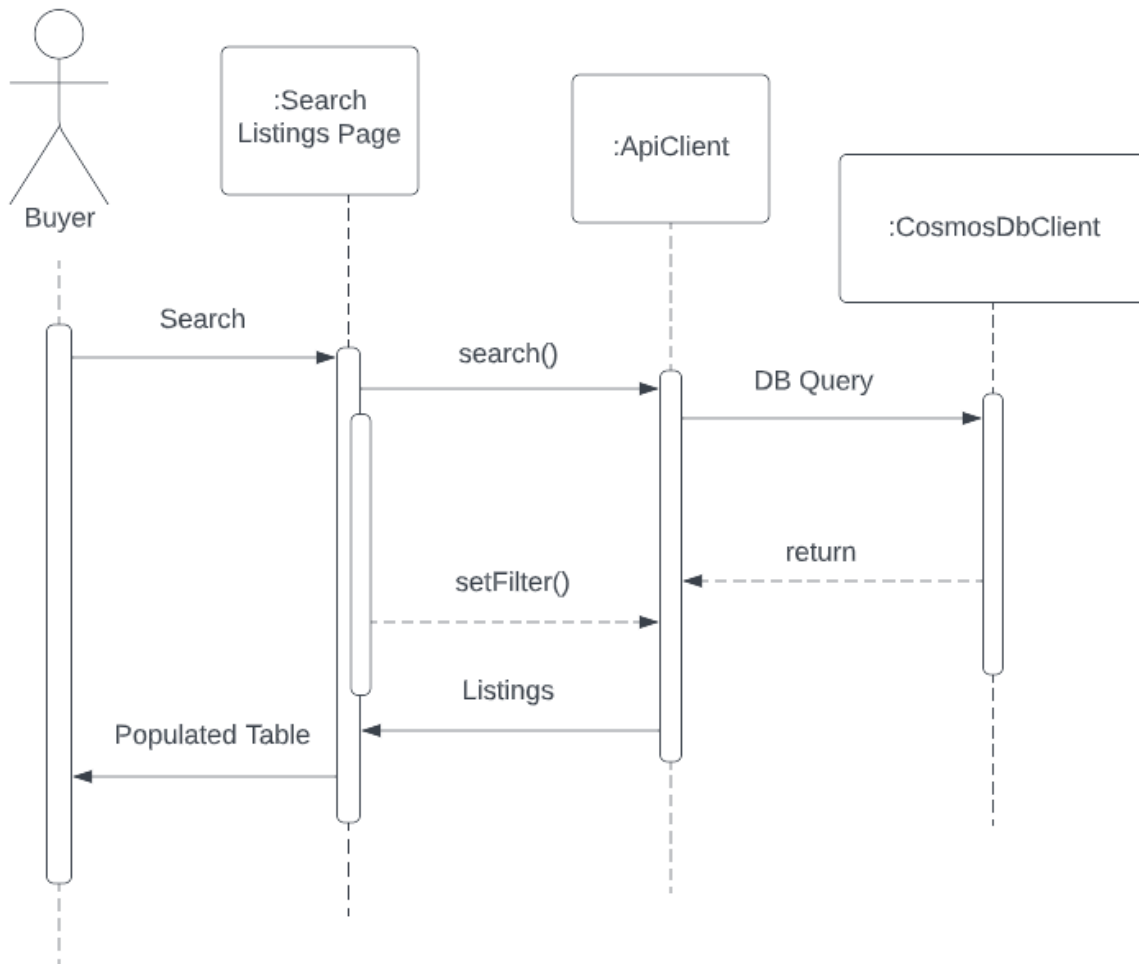 :Search
Listings Page
:ApiClient
Buyer
:CosmosDbClient
Search
search()
DB Query
return
setFilter()
Listings
Populated Table